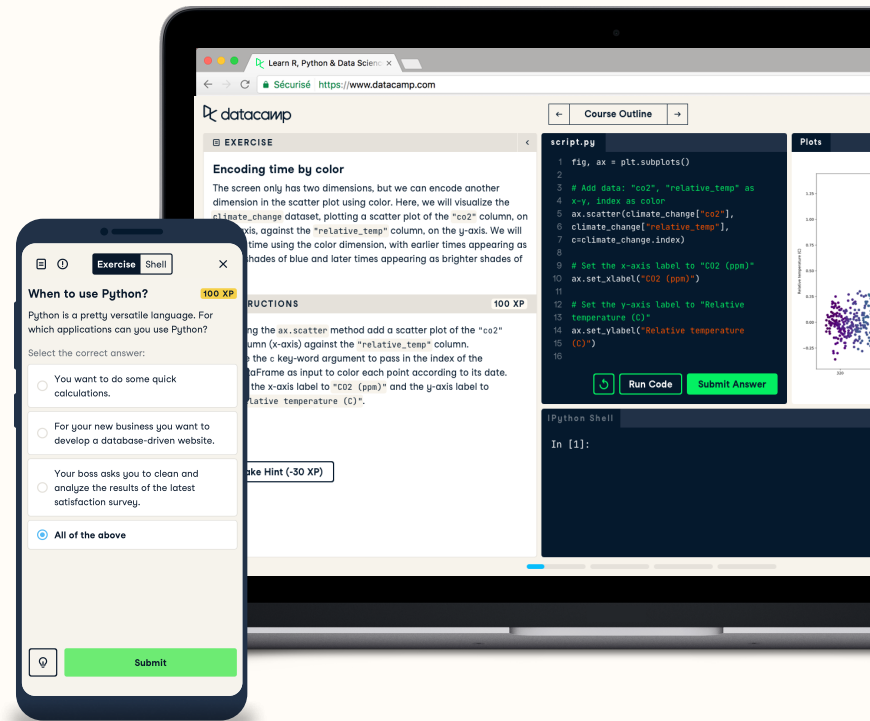 Learn R, Python & Data Scienc
Sécurisé https://www.datacamp.com
datacamp
Course Outline
EXERCISE
Encoding time by color
The screen only has two dimensions, but we can encode another
dimension in the scatter plot using color. Here, we will visualize the
climate_change dataset, plotting a scatter plot of the "co2" column, on
xis, against the "relative_temp" column, on the y-axis. We will
time using the color dimension, with earlier times appearing as
shades of blue and later times appearing as brighter shades of
RUCTIONS
100 XP
ng the ax.scatter method add a scatter plot of the "co2"
umn (x-axis) against the "relative_temp" column.
e the c key-word argument to pass in the index of the
aFrame as input to color each point according to its date.
the x-axis label to "CO2 (ppm)" and the y-axis label to
lative temperature (C)".
ake Hint (-30 XP)
script.py
1 fig, ax = plt.subplots()
2
3 # Add data: "co2", "relative_temp" as
4 x-y, index as color
5 ax.scatter(climate_change["co2"],
6 climate_change["relative_temp"],
7 c=climate_change.index)
8
9 # Set the x-axis label to "CO2 (ppm)"
10 ax.set_xlabel("CO2 (ppm)")
11
12 # Set the y-axis label to "Relative
13 temperature (C)"
14 ax.set_ylabel("Relative temperature
15 (C)")
16
Run Code
Submit Answer
IPython Shell
In [1]:
Plots
Relative temperature (C)
1.00
0.00
Exercise
Shell
When to use Python?
100 XP
Python is a pretty versatile language. For
which applications can you use Python?
Select the correct answer:
You want to do some quick
calculations.
For your new business you want to
develop a database-driven website.
Your boss asks you to clean and
analyze the results of the latest
satisfaction survey.
All of the above
Submit